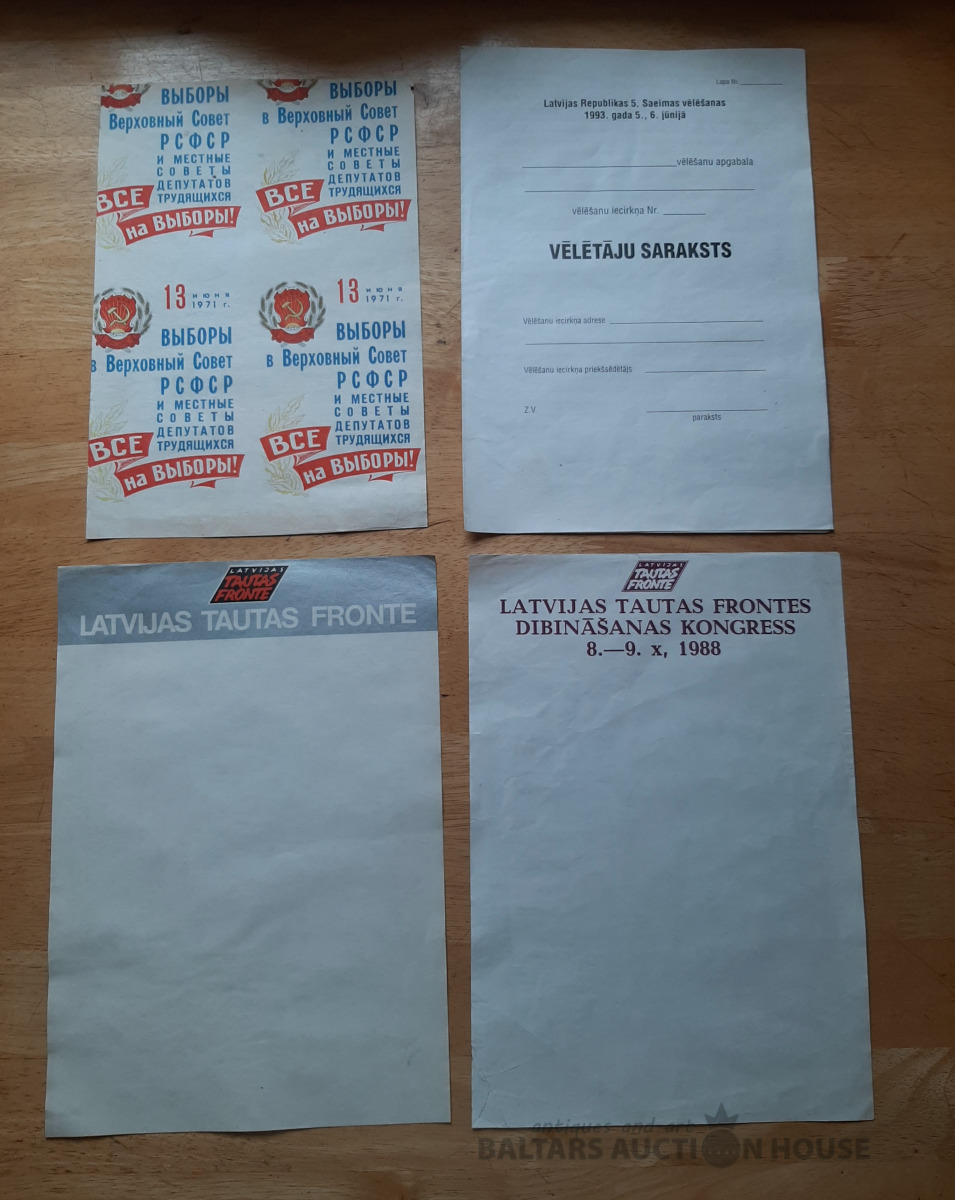 ВЫБОРЫ
в Верховный Совет
РСФСР
И МЕСТНЫЕ
СОВЕТЫ
ДЕПУТАТОВ
ТРУДЯЩИХСЯ
ВСЕ
на ВЫБОРЫ!
ВЫБОРЫ
в Верховный Совет
РСФСР
И МЕСТНЫЕ
СОВЕТЫ
ДЕПУТАТОВ
ТРУДЯЩИХСЯ
ВСЕ
на ВЫБОРЫ!
13 июня
1971 г.
ВЫБОРЫ
в Верховный Совет
РСФСР
И МЕСТНЫЕ
СОВЕТЫ
ДЕПУТАТОВ
ТРУДЯЩИХСЯ
ВСЕ
на ВЫБОРЫ!
13 июня
1971 г.
ВЫБОРЫ
в Верховный Совет
РСФСР
И МЕСТНЫЕ
СОВЕТЫ
ДЕПУТАТОВ
ТРУДЯЩИХСЯ
ВСЕ
на ВЫБОРЫ!
Lapa Nr.
Latvijas Republikas 5. Saeimas vēlēšanas
1993. gada 5., 6. jūnijā
vēlēšanu apgabala
vēlēšanu iecirkņa Nr.
VĒLĒTĀJU SARAKSTS
Vēlēšanu iecirkņa adrese
Vēlēšanu iecirkņa priekšsēdētājs
Z.V.
paraksts
LATVIJAS
TAUTAS
FRONTE
LATVIJAS TAUTAS FRONTE
LATVIJAS
TAUTAS
FRONTE
LATVIJAS TAUTAS FRONTES
DIBINĀŠANAS KONGRESS
8.—9. x, 1988
antiques and art
BALTARS AUCTION HOUSE